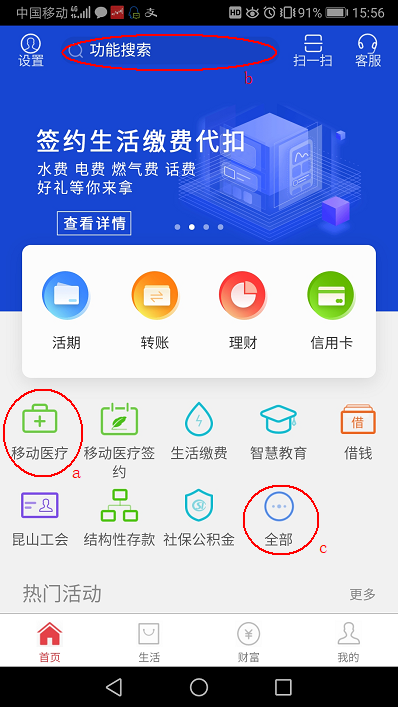 中国移动 4G HD 91% 15:56
设置 功能搜索 扫一扫 客服
b
签约生活缴费代扣
水费 电费 燃气费 话费
好礼等你来拿
查看详情
活期 转账 理财 信用卡
借
移动医疗 移动医疗签约 生活缴费 智慧教育 借钱
a
昆山工会 结构性存款 社保公积金 全部
c
热门活动 更多
首页 生活 财富 我的